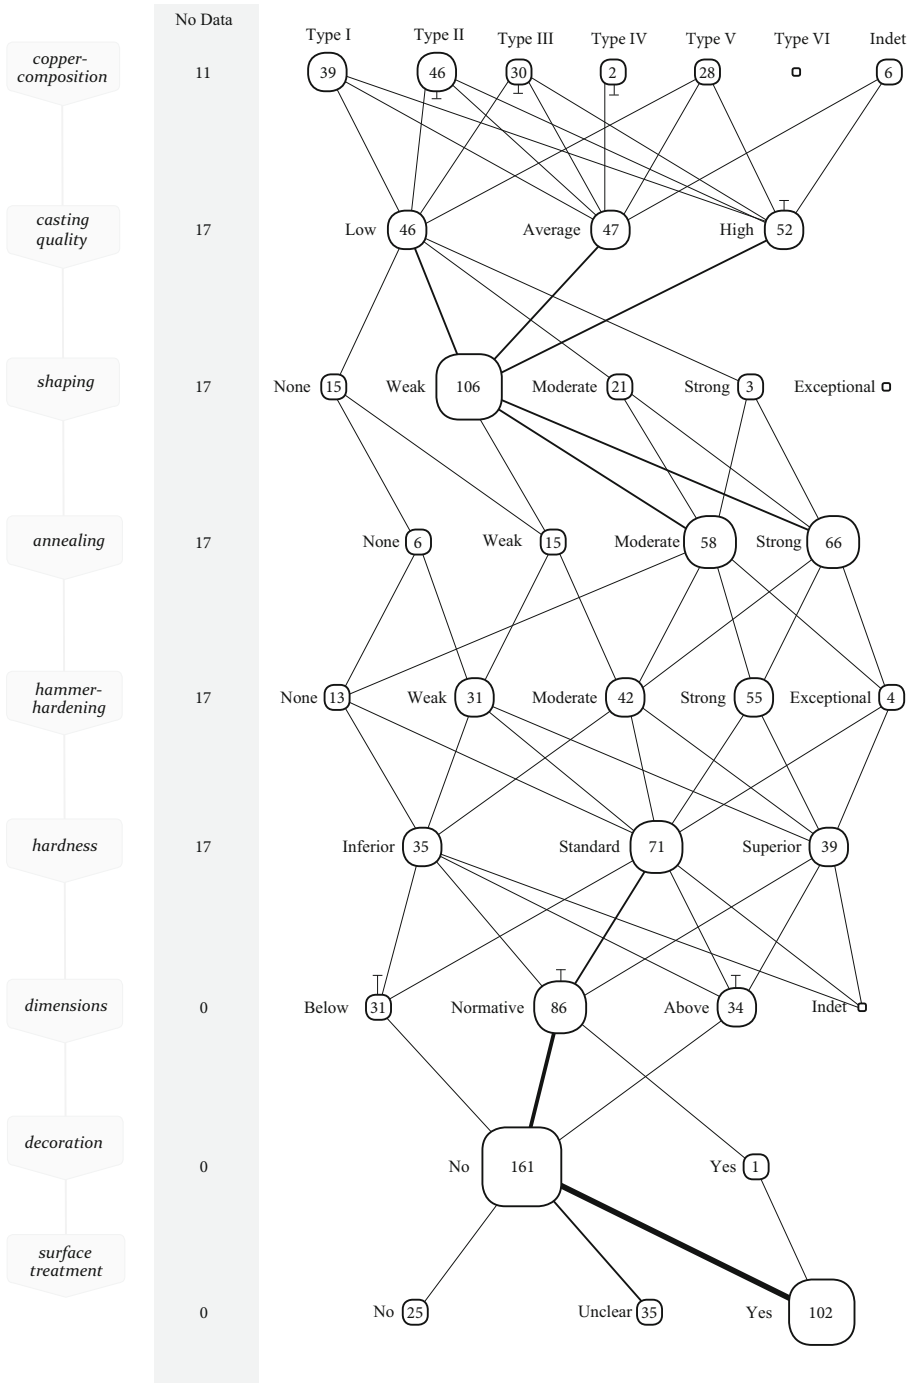 No Data
Type I Type II Type III Type IV Type V Type VI Indet
copper-
composition
11 39 46 30 2 28 6
casting
quality
17 Low 46 Average 47 High 52
shaping 17 None 15 Weak 106 Moderate 21 Strong 3 Exceptional
annealing 17 None 6 Weak 15 Moderate 58 Strong 66
hammer-
hardening
17 None 13 Weak 31 Moderate 42 Strong 55 Exceptional 4
hardness 17 Inferior 35 Standard 71 Superior 39
dimensions 0 Below 31 Normative 86 Above 34 Indet
decoration
0 No 161 Yes 1
surface
treatment
0 No 25 Unclear 35 Yes 102